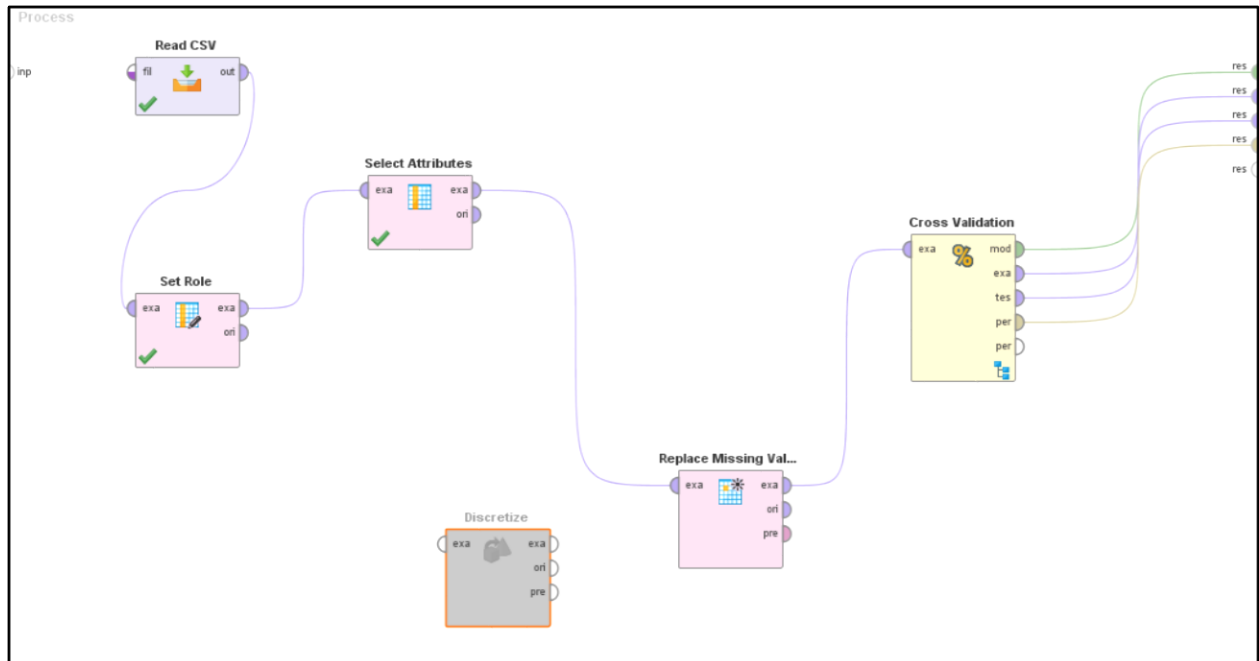 Process
inp
Read CSV
fil
out
Set Role
exa
exa
ori
Select Attributes
exa
exa
ori
Discretize
exa
exa
ori
pre
Replace Missing Val...
exa
exa
ori
pre
Cross Validation
exa
mod
exa
tes
per
per
%
res
res
res
res
res